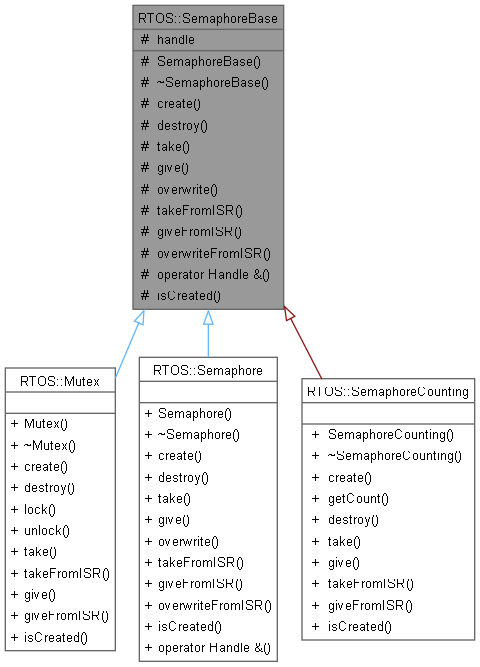 RTOS::SemaphoreBase
# handle
# SemaphoreBase()
# ~SemaphoreBase()
# create()
# destroy()
# take()
# give()
# overwrite()
# takeFromISR()
# giveFromISR()
# overwriteFromISR()
# operator Handle &()
# isCreated()
RTOS::Mutex
+ Mutex()
+ ~Mutex()
+ create()
+ destroy()
+ lock()
+ unlock()
+ take()
+ takeFromISR()
+ give()
+ giveFromISR()
+ isCreated()
RTOS::Semaphore
+ Semaphore()
+ ~Semaphore()
+ create()
+ destroy()
+ take()
+ give()
+ overwrite()
+ takeFromISR()
+ giveFromISR()
+ overwriteFromISR()
+ isCreated()
+ operator Handle &()
RTOS::SemaphoreCounting
+ SemaphoreCounting()
+ ~SemaphoreCounting()
+ create()
+ getCount()
+ destroy()
+ take()
+ give()
+ takeFromISR()
+ giveFromISR()
+ isCreated()